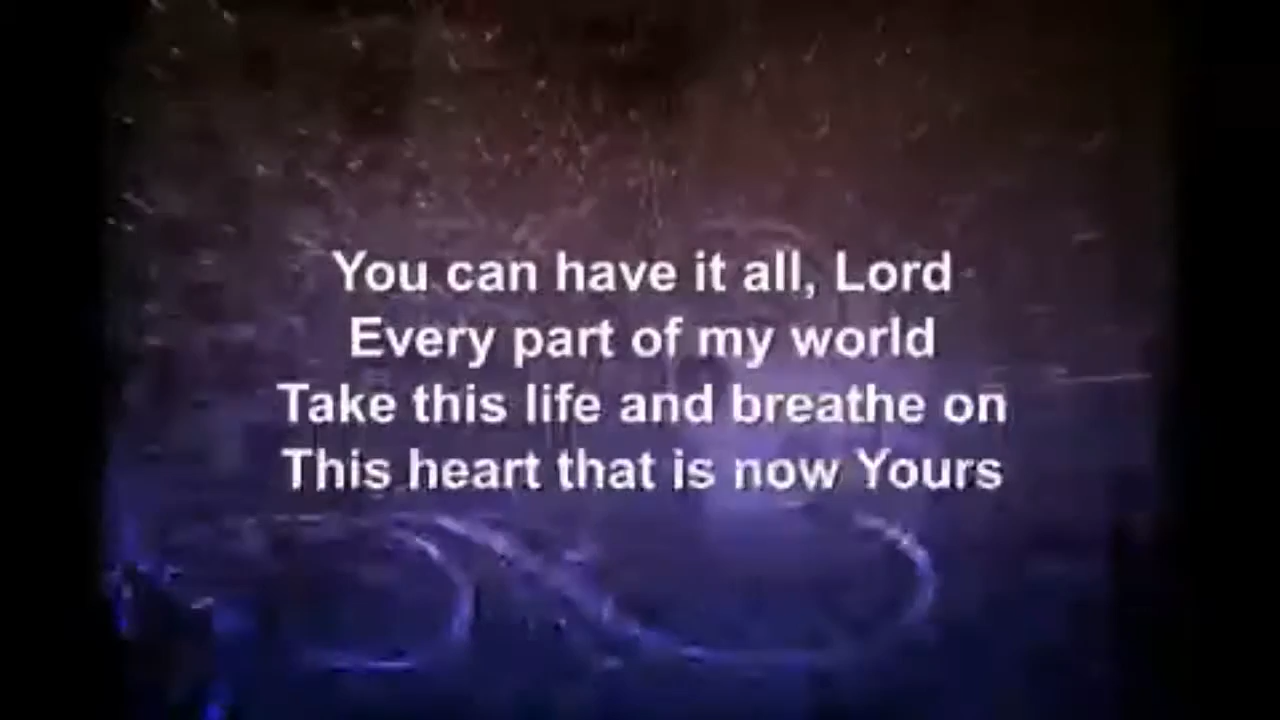 You can have it all, Lord
Every part of my world
Take this life and breathe on
This heart that is now Yours